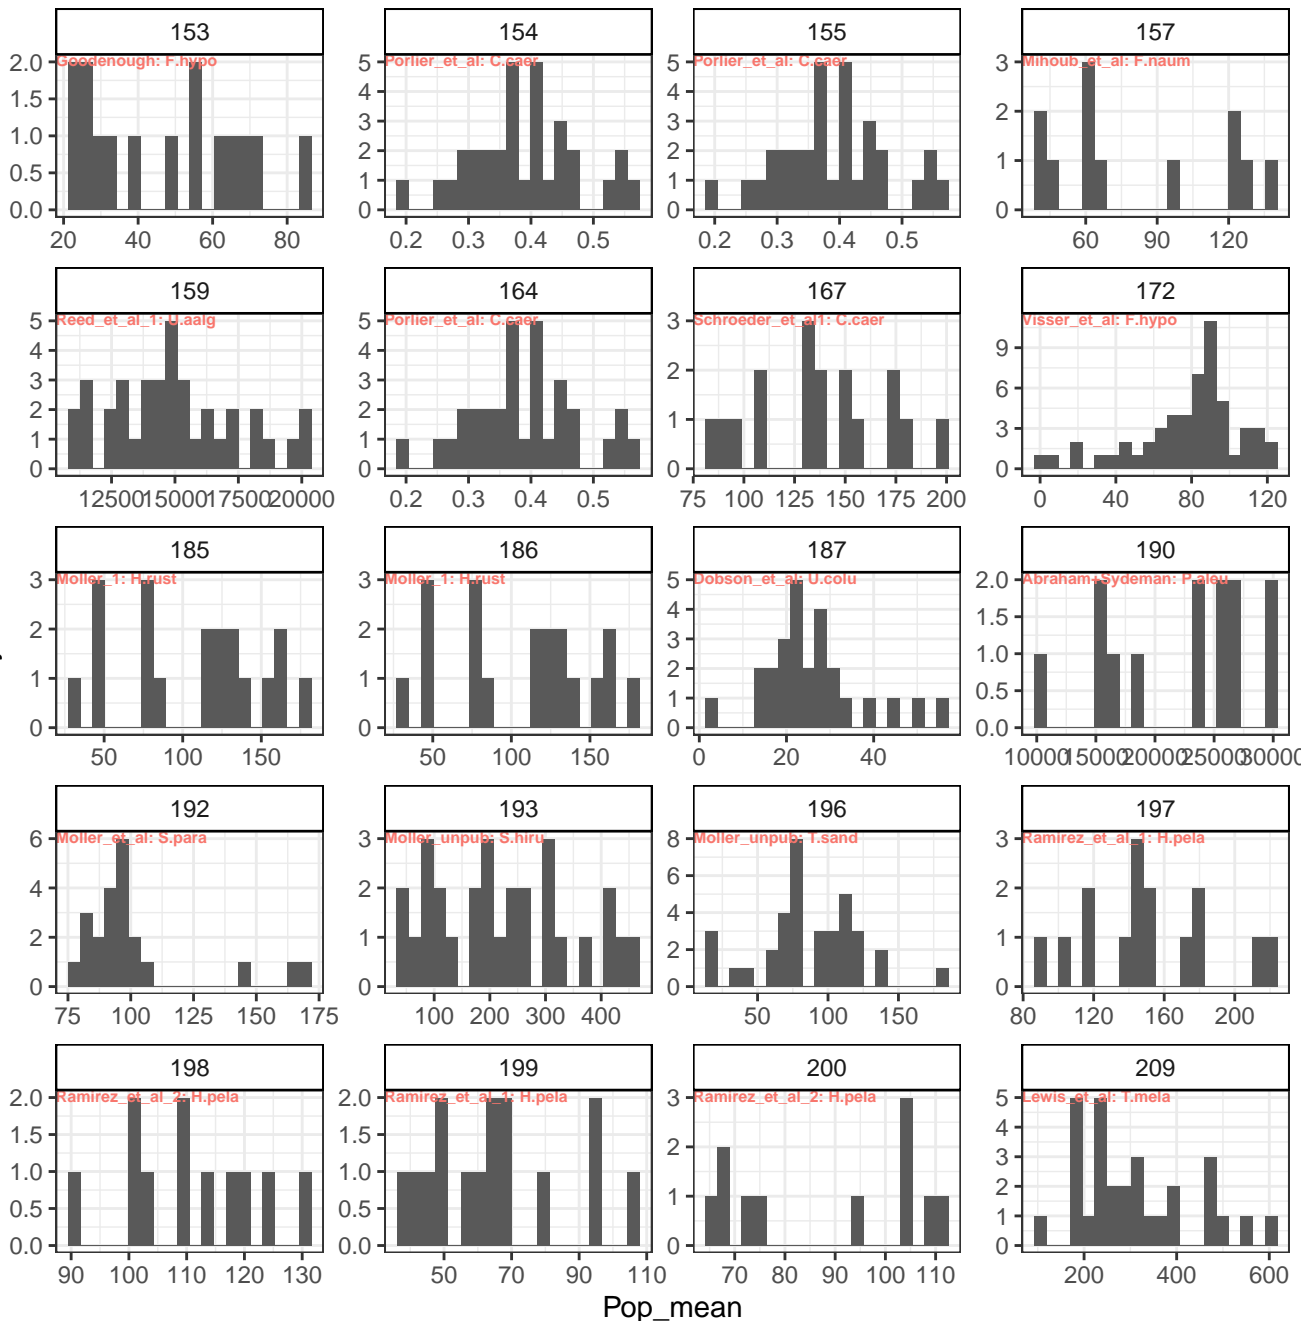 153 154 155 157
Goodenough: F.hypo Porlier_et_al: C.caer Porlier_et_al: C.caer Mihoub_et_al: F.naum
2.0 1.5 1.0 0.5 0.0
5 4 3 2 1 0
5 4 3 2 1 0
3 2 1 0
20 40 60 80 0.2 0.3 0.4 0.5 0.2 0.3 0.4 0.5 60 90 120
159 164 167 172
Reed_et_al_1: U.aalg Porlier_et_al: C.caer Schroeder_et_al1: C.caer Visser_et_al: F.hypo
5 4 3 2 1 0
5 4 3 2 1 0
3 2 1 0
9 6 3 0
12500 15000 17500 20000 0.2 0.3 0.4 0.5 75 100 125 150 175 200 0 40 80 120
185 186 187 190
Moller_1: H.rust Moller_1: H.rust Dobson_et_al: U.colu Abraham+Sydeman: P.aleu
3 2 1 0
3 2 1 0
5 4 3 2 1 0
2.0 1.5 1.0 0.5 0.0
50 100 150 50 100 150 0 20 40 10000 15000 20000 25000 30000
192 193 196 197
Moller_et_al: S.para Moller_unpub: S.hiru Moller_unpub: T.sand Ramirez_et_al_1: H.pela
6 4 2 0
3 2 1 0
8 6 4 2 0
3 2 1 0
75 100 125 150 175 100 200 300 400 50 100 150 80 120 160 200
198 199 200 209
Ramirez_et_al_2: H.pela Ramirez_et_al_1: H.pela Ramirez_et_al_2: H.pela Lewis_et_al: T.mela
2.0 1.5 1.0 0.5 0.0
2.0 1.5 1.0 0.5 0.0
3 2 1 0
5 4 3 2 1 0
90 100 110 120 130 50 70 90 110 70 80 90 100 110 200 400 600
Pop_mean